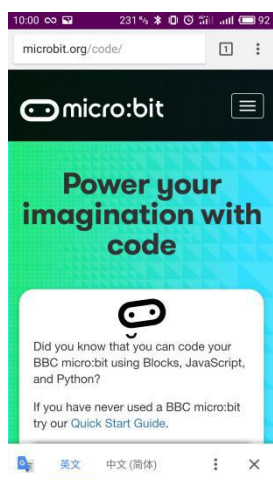 10:00 231 ᴷ/s 92
microbit.org/code/ 1
micro:bit
Power your
imagination with
code
Did you know that you can code your
BBC micro:bit using Blocks, JavaScript,
and Python?
If you have never used a BBC micro:bit
try our Quick Start Guide.
英文 中文 (简体)